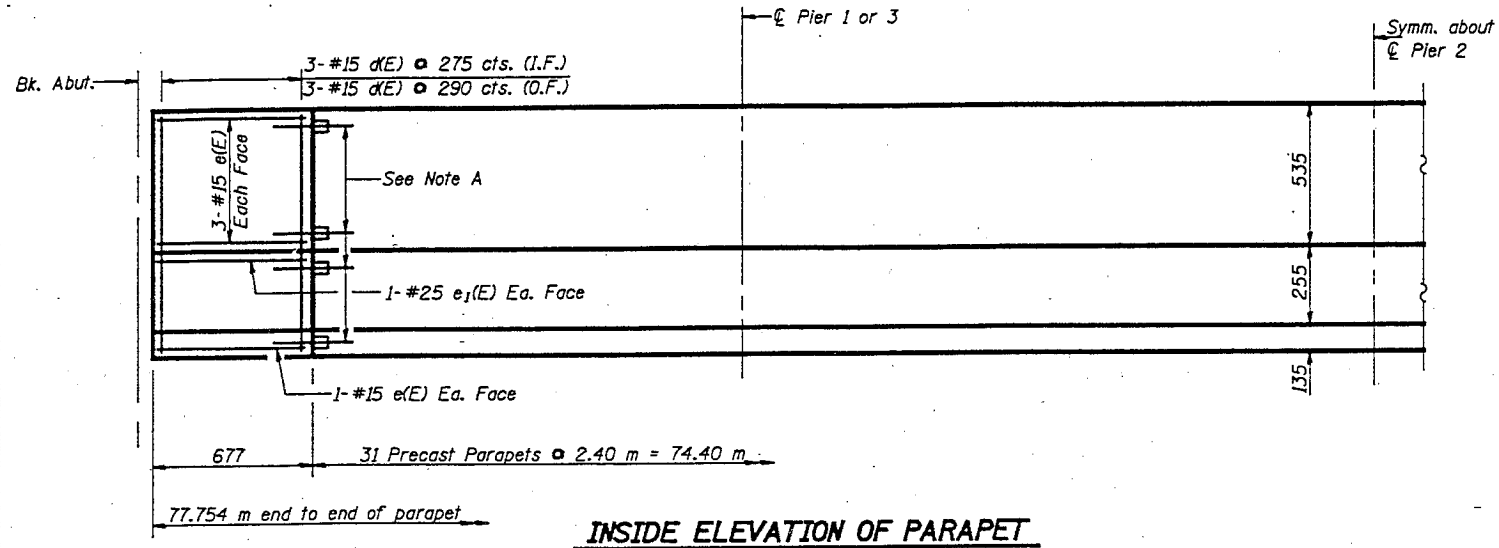 ℄ Pier 1 or 3
Symm. about
℄ Pier 2
3-#15 d(E) @ 275 cts. (I.F.)
3-#15 d(E) @ 290 cts. (O.F.)
Bk. Abut.
3-#15 e(E)
Each Face
See Note A
535
1-#25 e1(E) Ea. Face
255
1-#15 e(E) Ea. Face
135
677
31 Precast Parapets @ 2.40 m = 74.40 m
77.754 m end to end of parapet
INSIDE ELEVATION OF PARAPET